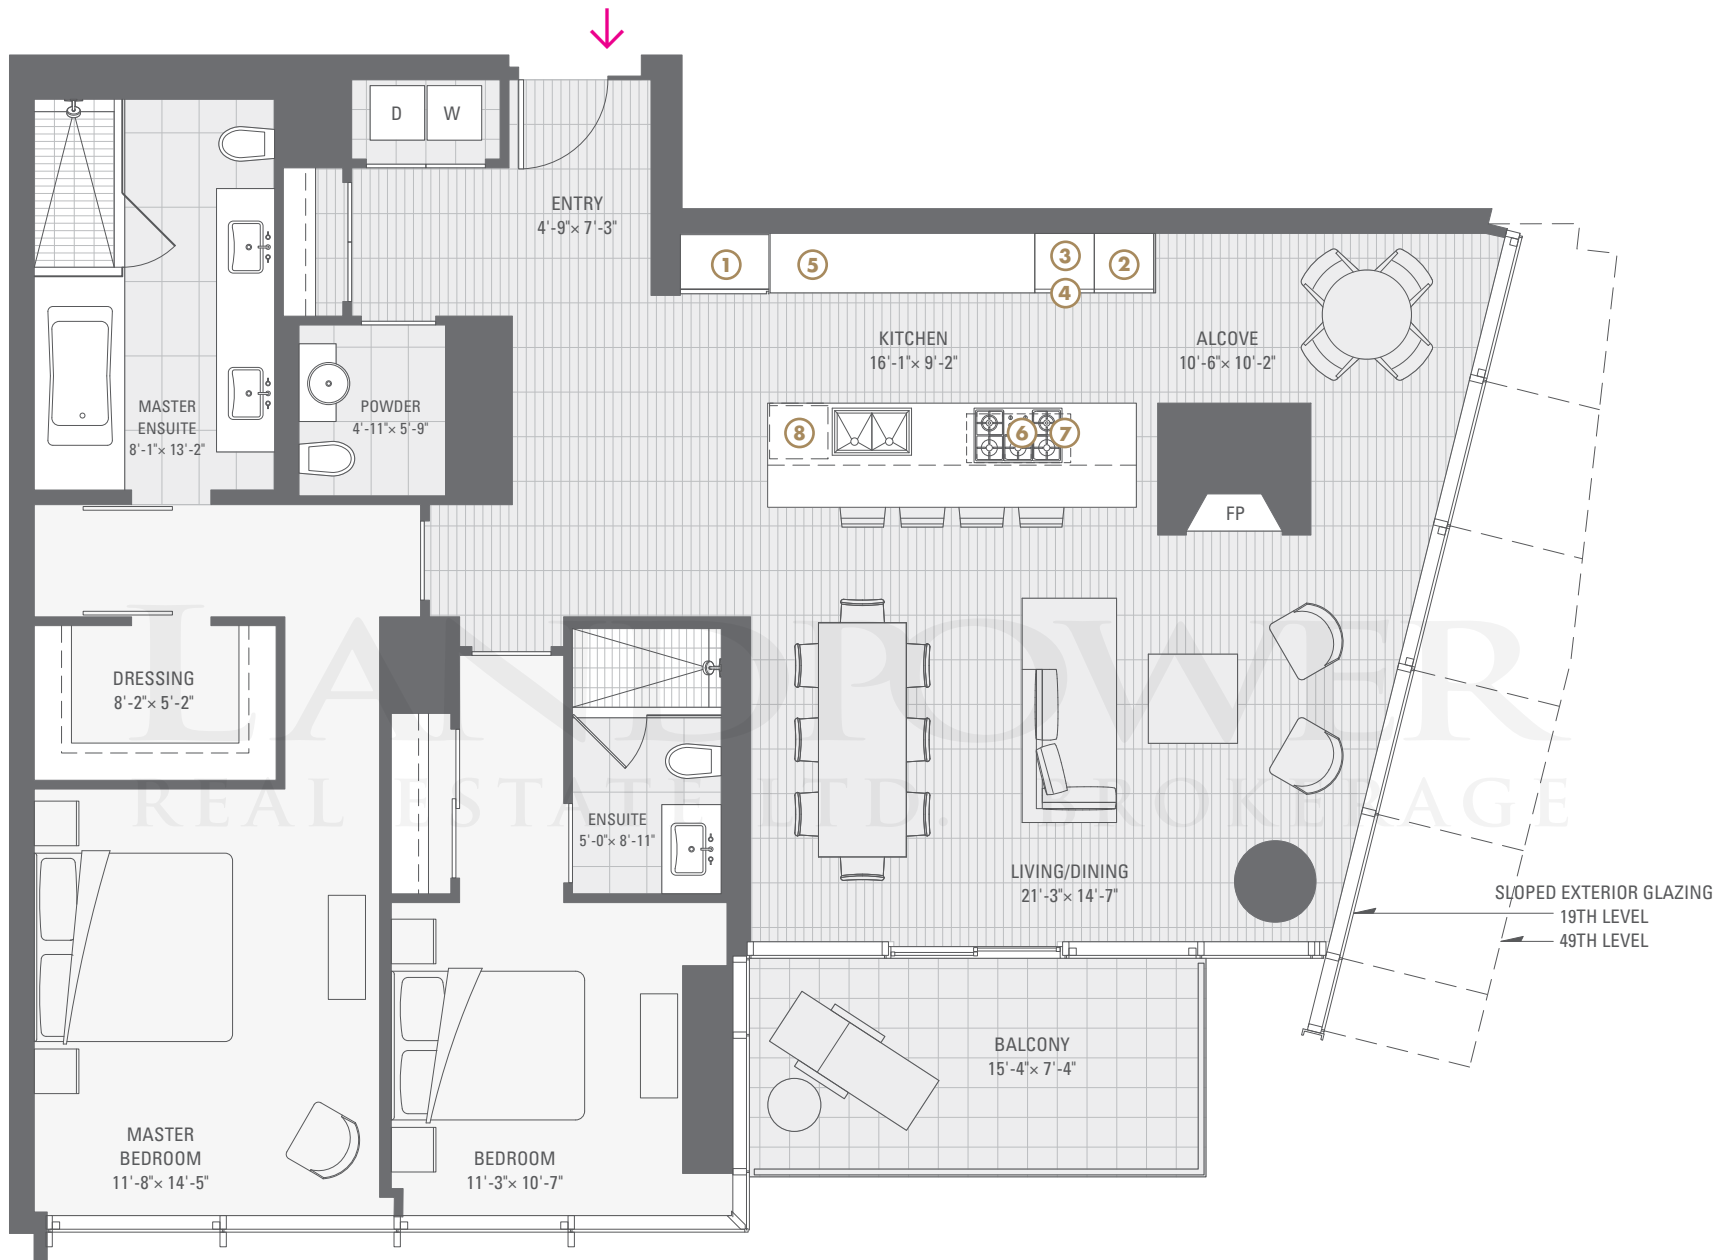 D
W
ENTRY
4'-9"× 7'-3"
1
5
3
2
4
KITCHEN
16'-1"× 9'-2"
ALCOVE
10'-6"× 10'-2"
MASTER
ENSUITE
8'-1"× 13'-2"
POWDER
4'-11"× 5'-9"
8
6
7
FP
DRESSING
8'-2"× 5'-2"
LANDPOWER
REAL ESTATE LTD. BROKERAGE
ENSUITE
5'-0"× 8'-11"
LIVING/DINING
21'-3"× 14'-7"
SLOPED EXTERIOR GLAZING
19TH LEVEL
49TH LEVEL
BALCONY
15'-4"× 7'-4"
MASTER
BEDROOM
11'-8"× 14'-5"
BEDROOM
11'-3"× 10'-7"